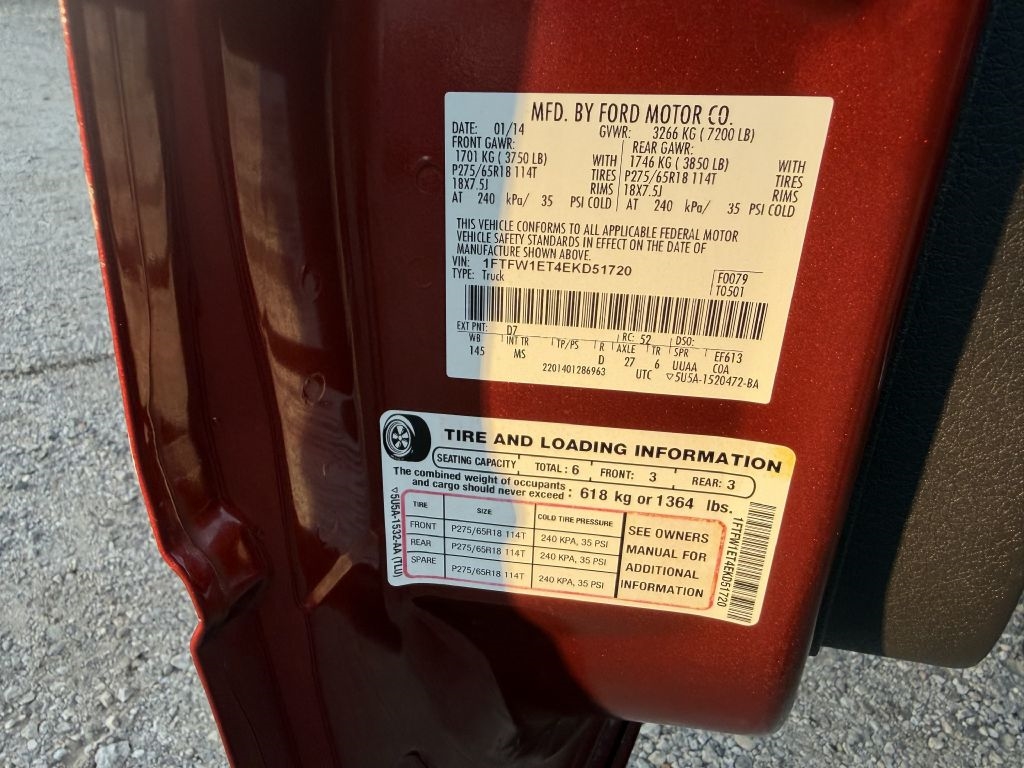 MFD. BY FORD MOTOR CO.
DATE: 01/14 GVWR: 3266 KG ( 7200 LB)
FRONT GAWR: REAR GAWR:
1701 KG ( 3750 LB) WITH 1746 KG ( 3850 LB) WITH
P275/65R18 114T TIRES P275/65R18 114T TIRES
18X7.5J RIMS 18X7.5J RIMS
AT 240 kPa/ 35 PSI COLD AT 240 kPa/ 35 PSI COLD
THIS VEHICLE CONFORMS TO ALL APPLICABLE FEDERAL MOTOR
VEHICLE SAFETY STANDARDS IN EFFECT ON THE DATE OF
MANUFACTURE SHOWN ABOVE.
VIN: 1FTFW1ET4EKD51720
TYPE: Truck
F0079
T0501
EXT PNT: D7 RC: 52 DSO:
WB INT TR TP/PS R AXLE TR SPR EF613
145 MS D 27 6 UUAA COA
2201401286963 UTC ▽5U5A-1520472-BA
TIRE AND LOADING INFORMATION
SEATING CAPACITY TOTAL: 6 FRONT: 3 REAR: 3
The combined weight of occupants
and cargo should never exceed : 618 kg or 1364 lbs.
TIRE SIZE COLD TIRE PRESSURE
FRONT P275/65R18 114T 240 KPA, 35 PSI
REAR P275/65R18 114T 240 KPA, 35 PSI
SPARE P275/65R18 114T 240 KPA, 35 PSI
SEE OWNERS
MANUAL FOR
ADDITIONAL
INFORMATION
▽5U5A-1532-AA (TLU)
1FTFW1ET4EKD51720